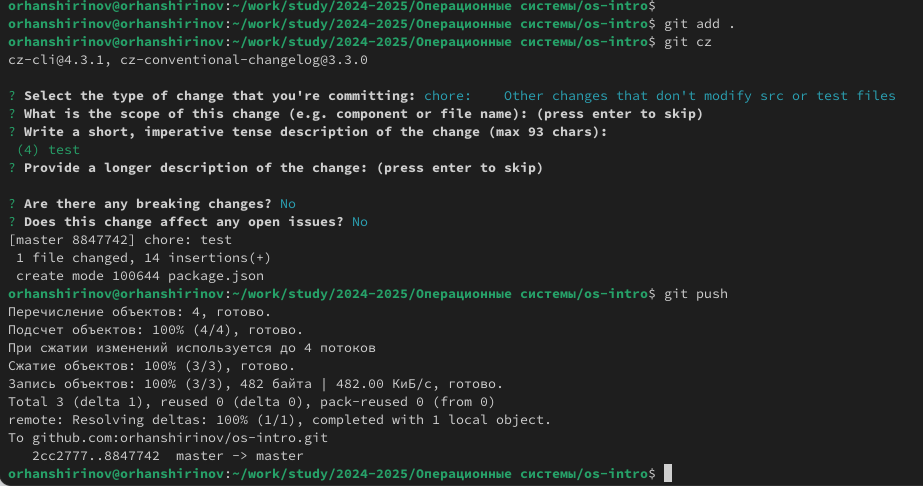 orhanshirinov@orhanshirinov:~/work/study/2024-2025/Операционные системы/os-intro$
orhanshirinov@orhanshirinov:~/work/study/2024-2025/Операционные системы/os-intro$ git add .
orhanshirinov@orhanshirinov:~/work/study/2024-2025/Операционные системы/os-intro$ git cz
cz-cli@4.3.1, cz-conventional-changelog@3.3.0
? Select the type of change that you're committing: chore:    Other changes that don't modify src or test files
? What is the scope of this change (e.g. component or file name): (press enter to skip)
? Write a short, imperative tense description of the change (max 93 chars):
 (4) test
? Provide a longer description of the change: (press enter to skip)
? Are there any breaking changes? No
? Does this change affect any open issues? No
[master 8847742] chore: test
 1 file changed, 14 insertions(+)
 create mode 100644 package.json
orhanshirinov@orhanshirinov:~/work/study/2024-2025/Операционные системы/os-intro$ git push
Перечисление объектов: 4, готово.
Подсчет объектов: 100% (4/4), готово.
При сжатии изменений используется до 4 потоков
Сжатие объектов: 100% (3/3), готово.
Запись объектов: 100% (3/3), 482 байта | 482.00 КиБ/с, готово.
Total 3 (delta 1), reused 0 (delta 0), pack-reused 0 (from 0)
remote: Resolving deltas: 100% (1/1), completed with 1 local object.
To github.com:orhanshirinov/os-intro.git
   2cc2777..8847742  master -> master
orhanshirinov@orhanshirinov:~/work/study/2024-2025/Операционные системы/os-intro$